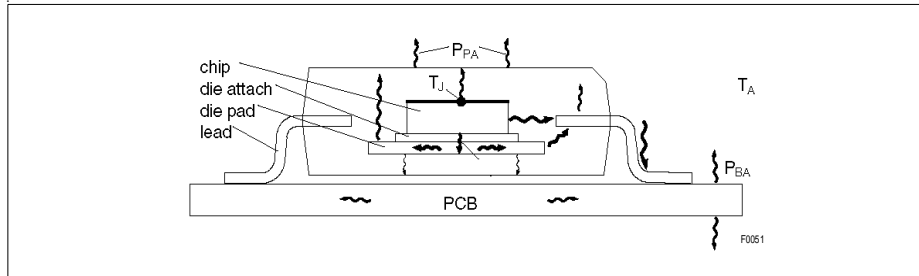 P_PA
chip
die attach
die pad
lead
T_J
T_A
P_BA
PCB
F0051